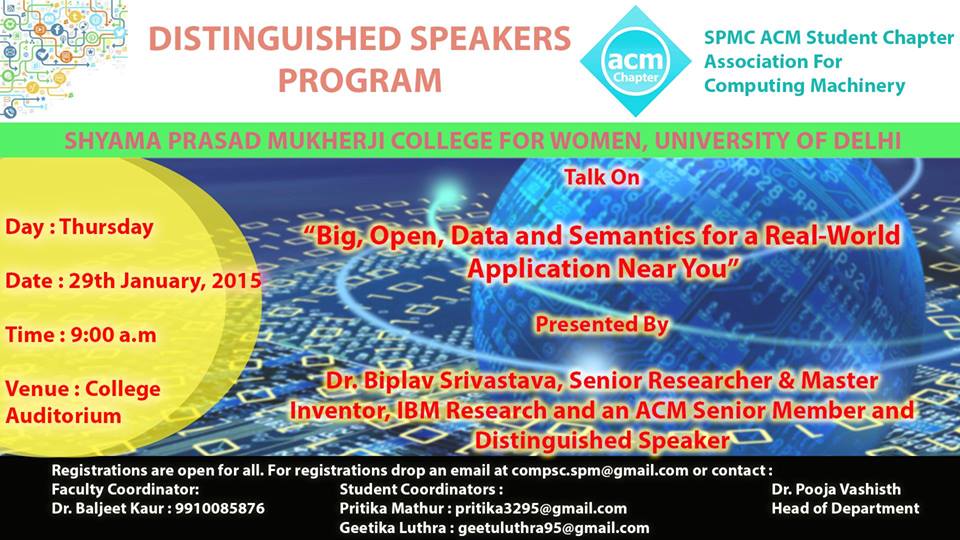 DISTINGUISHED SPEAKERS
PROGRAM
acm
Chapter
SPMC ACM Student Chapter
Association For
Computing Machinery
SHYAMA PRASAD MUKHERJI COLLEGE FOR WOMEN, UNIVERSITY OF DELHI
Day : Thursday
Date : 29th January, 2015
Time : 9:00 a.m
Venue : College
Auditorium
Talk On
“Big, Open, Data and Semantics for a Real-World
Application Near You”
Presented By
Dr. Biplav Srivastava, Senior Researcher & Master
Inventor, IBM Research and an ACM Senior Member and
Distinguished Speaker
Registrations are open for all. For registrations drop an email at compsc.spm@gmail.com or contact :
Faculty Coordinator:
Dr. Baljeet Kaur : 9910085876
Student Coordinators :
Pritika Mathur : pritika3295@gmail.com
Geetika Luthra : geetuluthra95@gmail.com
Dr. Pooja Vashisth
Head of Department